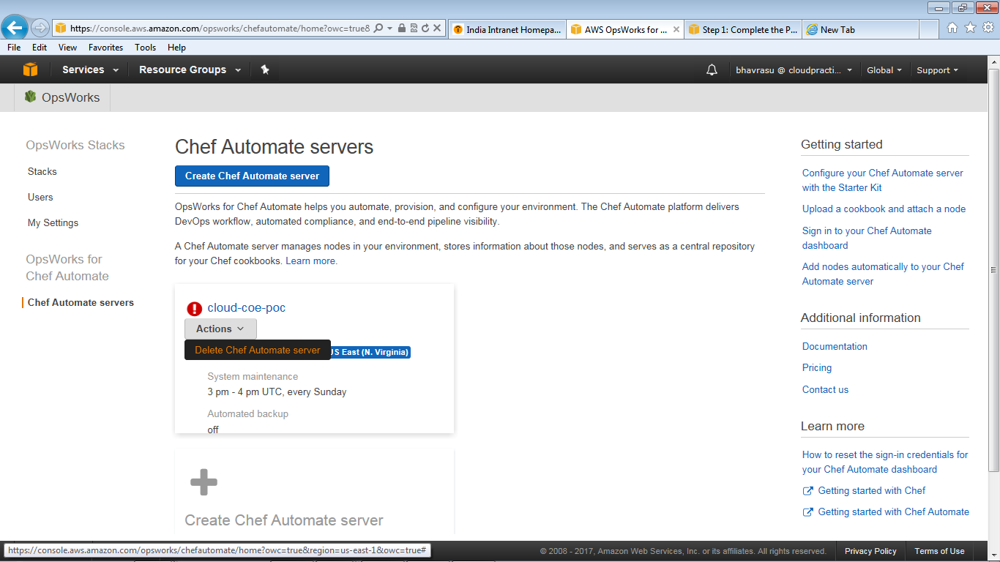 https://console.aws.amazon.com/opsworks/chefautomate/home?owc=true&
India Intranet Homepa...
AWS OpsWorks for ...
Step 1: Complete the P...
New Tab
File Edit View Favorites Tools Help
Services
Resource Groups
bhavrasu @ cloudpracti...
Global
Support
OpsWorks
OpsWorks Stacks
Stacks
Users
My Settings
OpsWorks for
Chef Automate
Chef Automate servers
Chef Automate servers
Create Chef Automate server
OpsWorks for Chef Automate helps you automate, provision, and configure your environment. The Chef Automate platform delivers
DevOps workflow, automated compliance, and end-to-end pipeline visibility.
A Chef Automate server manages nodes in your environment, stores information about those nodes, and serves as a central repository
for your Chef cookbooks. Learn more.
cloud-coe-poc
Actions
Delete Chef Automate server
US East (N. Virginia)
System maintenance
3 pm - 4 pm UTC, every Sunday
Automated backup
off
Create Chef Automate server
Getting started
Configure your Chef Automate server
with the Starter Kit
Upload a cookbook and attach a node
Sign in to your Chef Automate
dashboard
Add nodes automatically to your Chef
Automate server
Additional information
Documentation
Pricing
Contact us
Learn more
How to reset the sign-in credentials for
your Chef Automate dashboard
Getting started with Chef
Getting started with Chef Automate
https://console.aws.amazon.com/opsworks/chefautomate/home?owc=true&region=us-east-1&owc=true#
© 2008 - 2017, Amazon Web Services, Inc. or its affiliates. All rights reserved.
Privacy Policy
Terms of Use